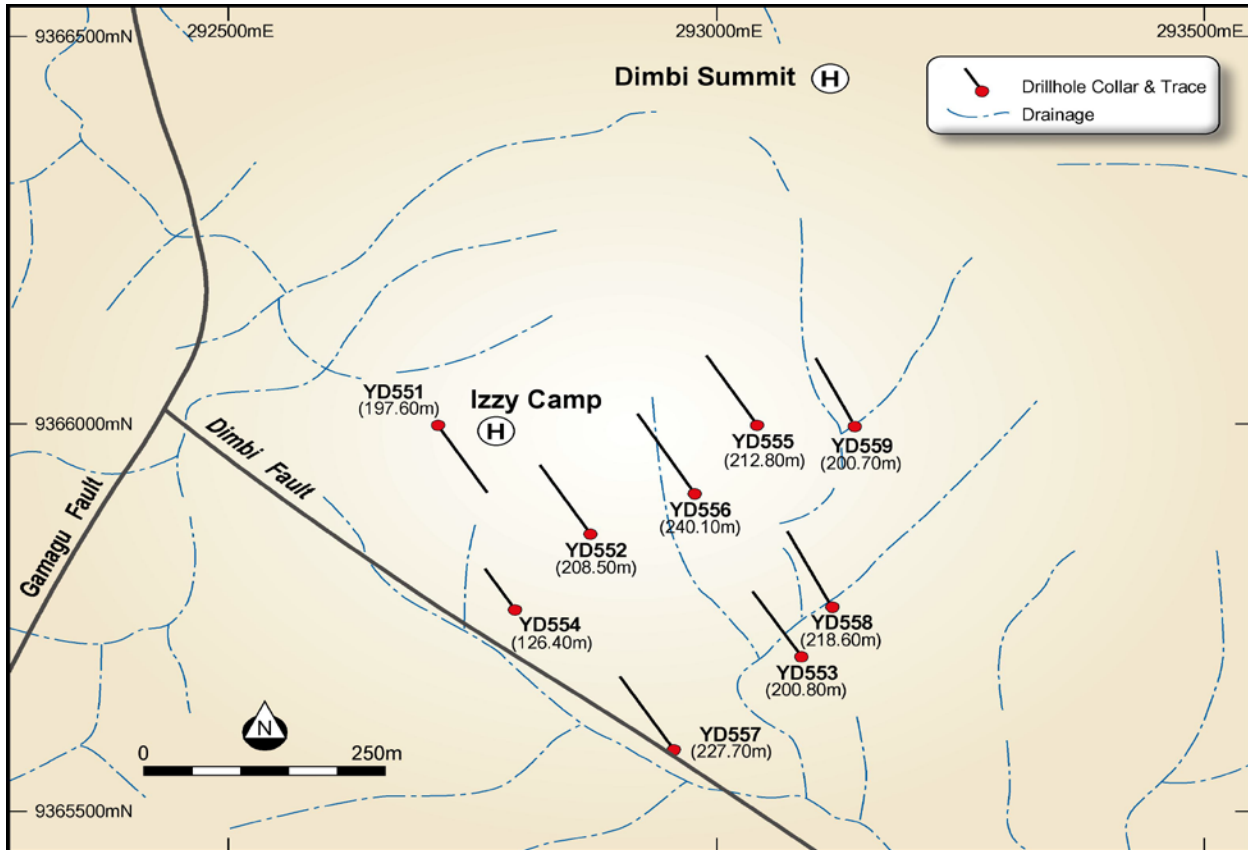 9366500mN
292500mE
293000mE
293500mE
Dimbi Summit H
Drillhole Collar & Trace
Drainage
YD551
(197.60m)
Izzy Camp
H
9366000mN
Dimbi Fault
Gamagu Fault
YD555
(212.80m)
YD559
(200.70m)
YD556
(240.10m)
YD552
(208.50m)
YD554
(126.40m)
YD558
(218.60m)
YD553
(200.80m)
YD557
(227.70m)
N
0 250m
9365500mN